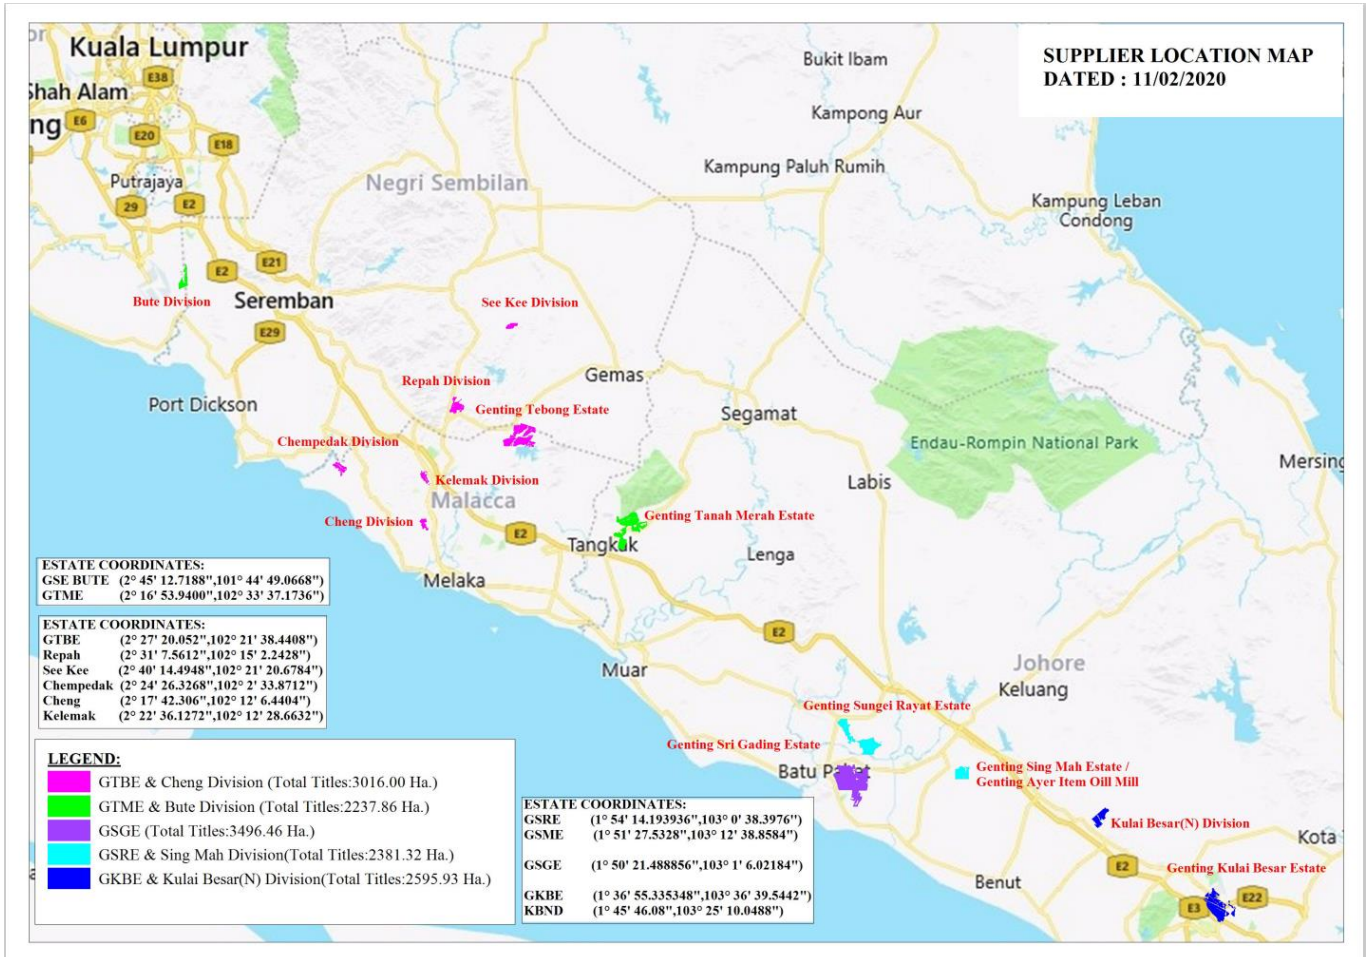 SUPPLIER LOCATION MAP
DATED : 11/02/2020
Kuala Lumpur
Bukit Ibam
E38
Shah Alam
Kampong Aur
ng
E6
E20
E18
Kampung Paluh Rumih
Putrajaya
Negri Sembilan
29
E2
Kampung Leban
Condong
E2
E21
Bute Division
Seremban
See Kee Division
E29
Gemas
Repah Division
Port Dickson
Genting Tebong Estate
Segamat
Chempedak Division
Endau-Rompin National Park
Mersing
Kelemak Division
Labis
Malacca
Cheng Division
Genting Tanah Merah Estate
E2
Tangkak
Lenga
Melaka
ESTATE COORDINATES:
GSE BUTE (2° 45' 12.7188",101° 44' 49.0668")
GTME (2° 16' 53.9400",102° 33' 37.1736")
ESTATE COORDINATES:
GTBE (2° 27' 20.052",102° 21' 38.4408")
Repah (2° 31' 7.5612",102° 15' 2.2428")
See Kee (2° 40' 14.4948",102° 21' 20.6784")
Chempedak (2° 24' 26.3268",102° 2' 33.8712")
Cheng (2° 17' 42.306",102° 12' 6.4404")
Kelemak (2° 22' 36.1272",102° 12' 28.6632")
E2
Muar
Johore
Keluang
Genting Sungei Rayat Estate
Genting Sri Gading Estate
Batu Pahat
Genting Sing Mah Estate /
Genting Ayer Item Oill Mill
Kulai Besar(N) Division
Kota
E2
Genting Kulai Besar Estate
Benut
E3
E22
LEGEND:
GTBE & Cheng Division (Total Titles:3016.00 Ha.)
GTME & Bute Division (Total Titles:2237.86 Ha.)
GSGE (Total Titles:3496.46 Ha.)
GSRE & Sing Mah Division(Total Titles:2381.32 Ha.)
GKBE & Kulai Besar(N) Division(Total Titles:2595.93 Ha.)
ESTATE COORDINATES:
GSRE (1° 54' 14.193936",103° 0' 38.3976")
GSME (1° 51' 27.5328",103° 12' 38.8584")
GSGE (1° 50' 21.488856",103° 1' 6.02184")
GKBE (1° 36' 55.335348",103° 36' 39.5442")
KBND (1° 45' 46.08",103° 25' 10.0488")